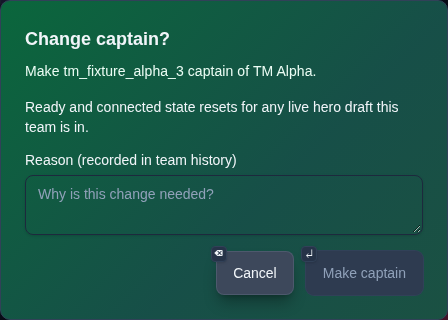 Change captain?
Make tm_fixture_alpha_3 captain of TM Alpha.
Ready and connected state resets for any live hero draft this
team is in.
Reason (recorded in team history)
Why is this change needed?
Cancel
Make captain